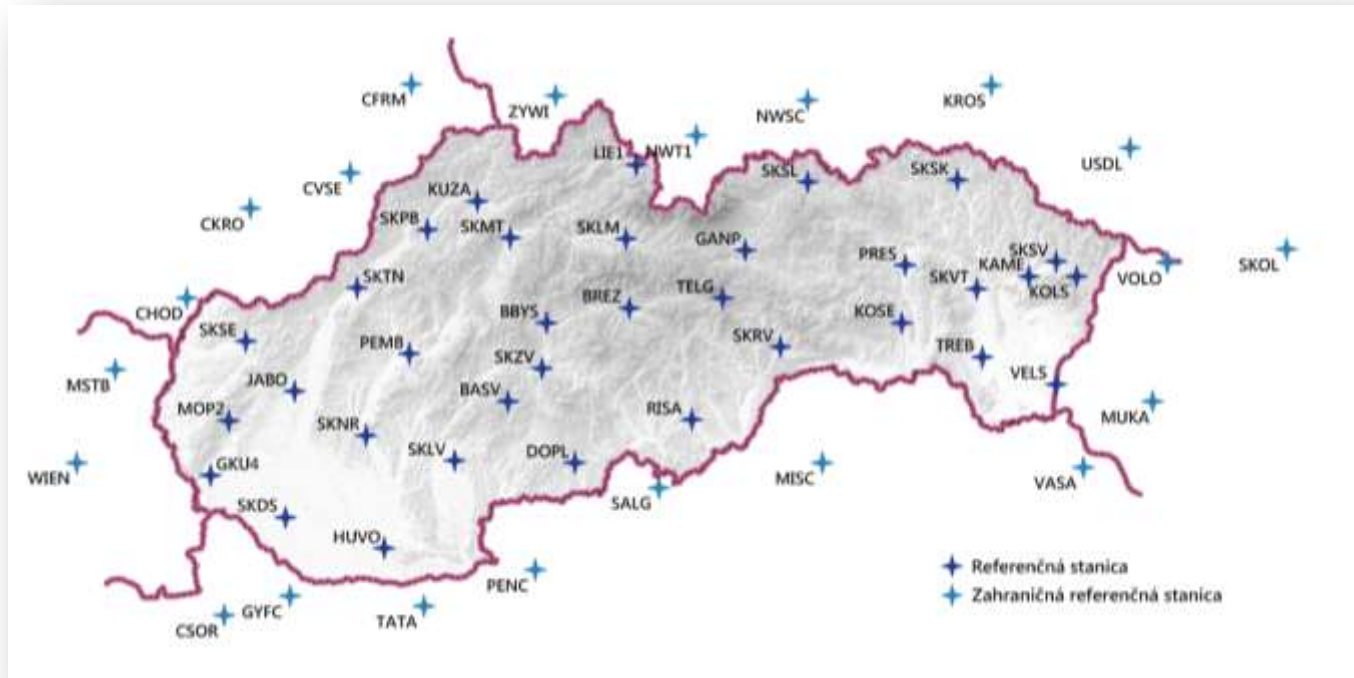 CFRM
KROS
ZYWI
NWSC
LIE1
NWT1
USDL
SKSL
SKSK
CVSE
KUZA
CKRO
SKPB
SKMT
SKLM
GANP
PRES
SKSV
KAME
SKVT
KOLS
VOLO
SKOL
SKTN
TELG
BREZ
CHOD
BBYS
KOSE
SKSE
PEMB
SKRV
TREB
SKZV
VELS
MSTB
JABO
BASV
MOP2
RISA
MUKA
SKNR
SKLV
DOPL
GKU4
WIEN
MISC
VASA
SALG
SKDS
HUVO
PENC
Referenčná stanica
Zahraničná referenčná stanica
GYFC
TATA
CSOR